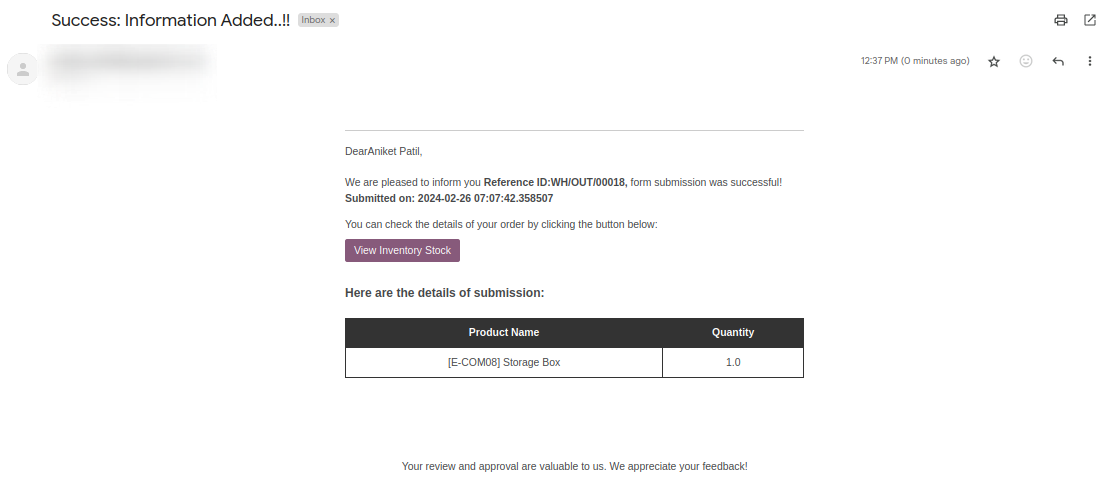 Success: Information Added..!! Inbox ×
12:37 PM (0 minutes ago)
DearAniket Patil,
We are pleased to inform you Reference ID:WH/OUT/00018, form submission was successful!
Submitted on: 2024-02-26 07:07:42.358507
You can check the details of your order by clicking the button below:
View Inventory Stock
Here are the details of submission:
Product Name Quantity
[E-COM08] Storage Box 1.0
Your review and approval are valuable to us. We appreciate your feedback!